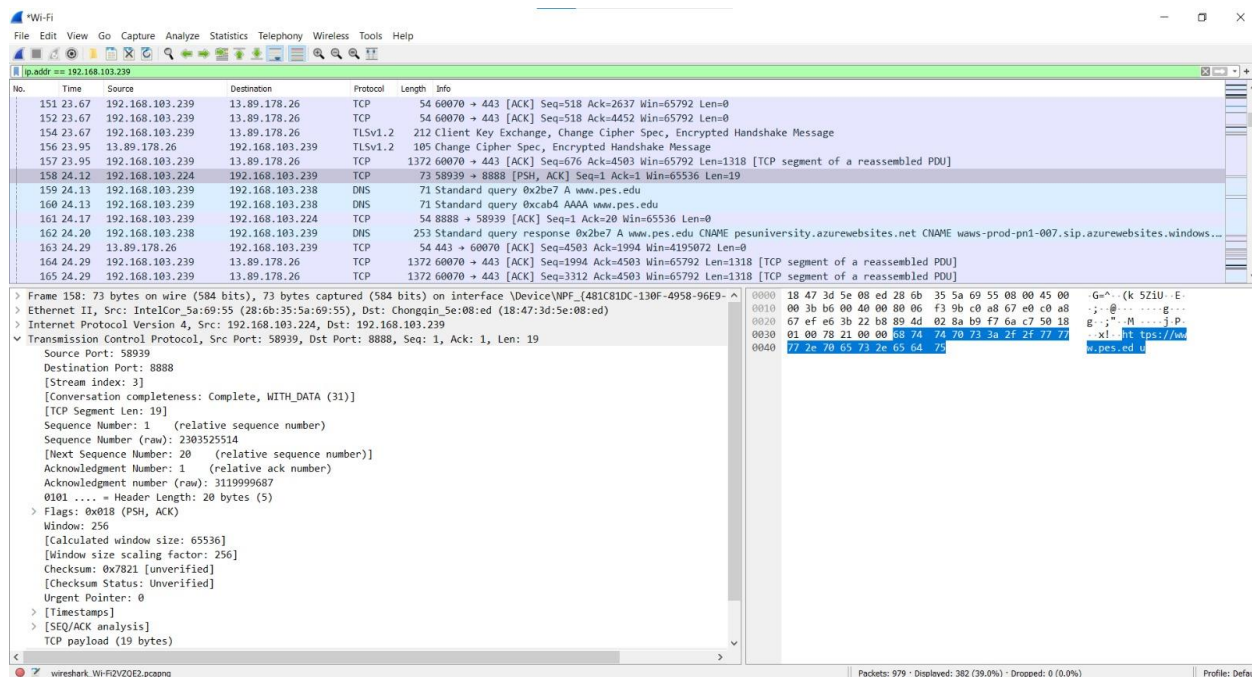 *Wi-Fi
File Edit View Go Capture Analyze Statistics Telephony Wireless Tools Help
ip.addr == 192.168.103.239
No. Time Source Destination Protocol Length Info
151 23.67 192.168.103.239 13.89.178.26 TCP 54 60070 → 443 [ACK] Seq=518 Ack=2637 Win=65792 Len=0
152 23.67 192.168.103.239 13.89.178.26 TCP 54 60070 → 443 [ACK] Seq=518 Ack=4452 Win=65792 Len=0
154 23.67 192.168.103.239 13.89.178.26 TLSv1.2 212 Client Key Exchange, Change Cipher Spec, Encrypted Handshake Message
156 23.95 13.89.178.26 192.168.103.239 TLSv1.2 105 Change Cipher Spec, Encrypted Handshake Message
157 23.95 192.168.103.239 13.89.178.26 TCP 1372 60070 → 443 [ACK] Seq=676 Ack=4503 Win=65792 Len=1318 [TCP segment of a reassembled PDU]
158 24.12 192.168.103.224 192.168.103.239 TCP 73 58939 → 8888 [PSH, ACK] Seq=1 Ack=1 Win=65536 Len=19
159 24.13 192.168.103.239 192.168.103.238 DNS 71 Standard query 0x2be7 A www.pes.edu
160 24.13 192.168.103.239 192.168.103.238 DNS 71 Standard query 0xcab4 AAAA www.pes.edu
161 24.17 192.168.103.239 192.168.103.224 TCP 54 8888 → 58939 [ACK] Seq=1 Ack=20 Win=65536 Len=0
162 24.20 192.168.103.238 192.168.103.239 DNS 253 Standard query response 0x2be7 A www.pes.edu CNAME pesuniversity.azurewebsites.net CNAME waws-prod-pn1-007.sip.azurewebsites.windows...
163 24.29 13.89.178.26 192.168.103.239 TCP 54 443 → 60070 [ACK] Seq=4503 Ack=1994 Win=4195072 Len=0
164 24.29 192.168.103.239 13.89.178.26 TCP 1372 60070 → 443 [ACK] Seq=1994 Ack=4503 Win=65792 Len=1318 [TCP segment of a reassembled PDU]
165 24.29 192.168.103.239 13.89.178.26 TCP 1372 60070 → 443 [ACK] Seq=3312 Ack=4503 Win=65792 Len=1318 [TCP segment of a reassembled PDU]
Frame 158: 73 bytes on wire (584 bits), 73 bytes captured (584 bits) on interface \Device\NPF_{481C81DC-130F-4958-96E9-
Ethernet II, Src: IntelCor_5a:69:55 (28:6b:35:5a:69:55), Dst: Chongqin_5e:08:ed (18:47:3d:5e:08:ed)
Internet Protocol Version 4, Src: 192.168.103.224, Dst: 192.168.103.239
Transmission Control Protocol, Src Port: 58939, Dst Port: 8888, Seq: 1, Ack: 1, Len: 19
Source Port: 58939
Destination Port: 8888
[Stream index: 3]
[Conversation completeness: Complete, WITH_DATA (31)]
[TCP Segment Len: 19]
Sequence Number: 1 (relative sequence number)
Sequence Number (raw): 2303525514
[Next Sequence Number: 20 (relative sequence number)]
Acknowledgment Number: 1 (relative ack number)
Acknowledgment number (raw): 3119999687
0101 .... = Header Length: 20 bytes (5)
Flags: 0x018 (PSH, ACK)
Window: 256
[Calculated window size: 65536]
[Window size scaling factor: 256]
Checksum: 0x7821 [unverified]
[Checksum Status: Unverified]
Urgent Pointer: 0
[Timestamps]
[SEQ/ACK analysis]
TCP payload (19 bytes)
0000 18 47 3d 5e 08 ed 28 6b 35 5a 69 55 08 00 45 00 ·G=^··(k 5ZiU··E·
0010 00 3b b6 00 40 00 80 06 f3 9b c0 a8 67 e0 c0 a8 ·;··@··· ····g···
0020 67 ef e6 3b 22 b8 89 4d 02 8a b9 f7 6a c7 50 18 g··;"··M ····j·P·
0030 01 00 78 21 00 00 68 74 74 70 73 3a 2f 2f 77 77 ··x!··ht tps://ww
0040 77 2e 70 65 73 2e 65 64 75 w.pes.ed u
wireshark_Wi-Fi2VZQE2.pcapng Packets: 979 · Displayed: 382 (39.0%) · Dropped: 0 (0.0%) Profile: Defau